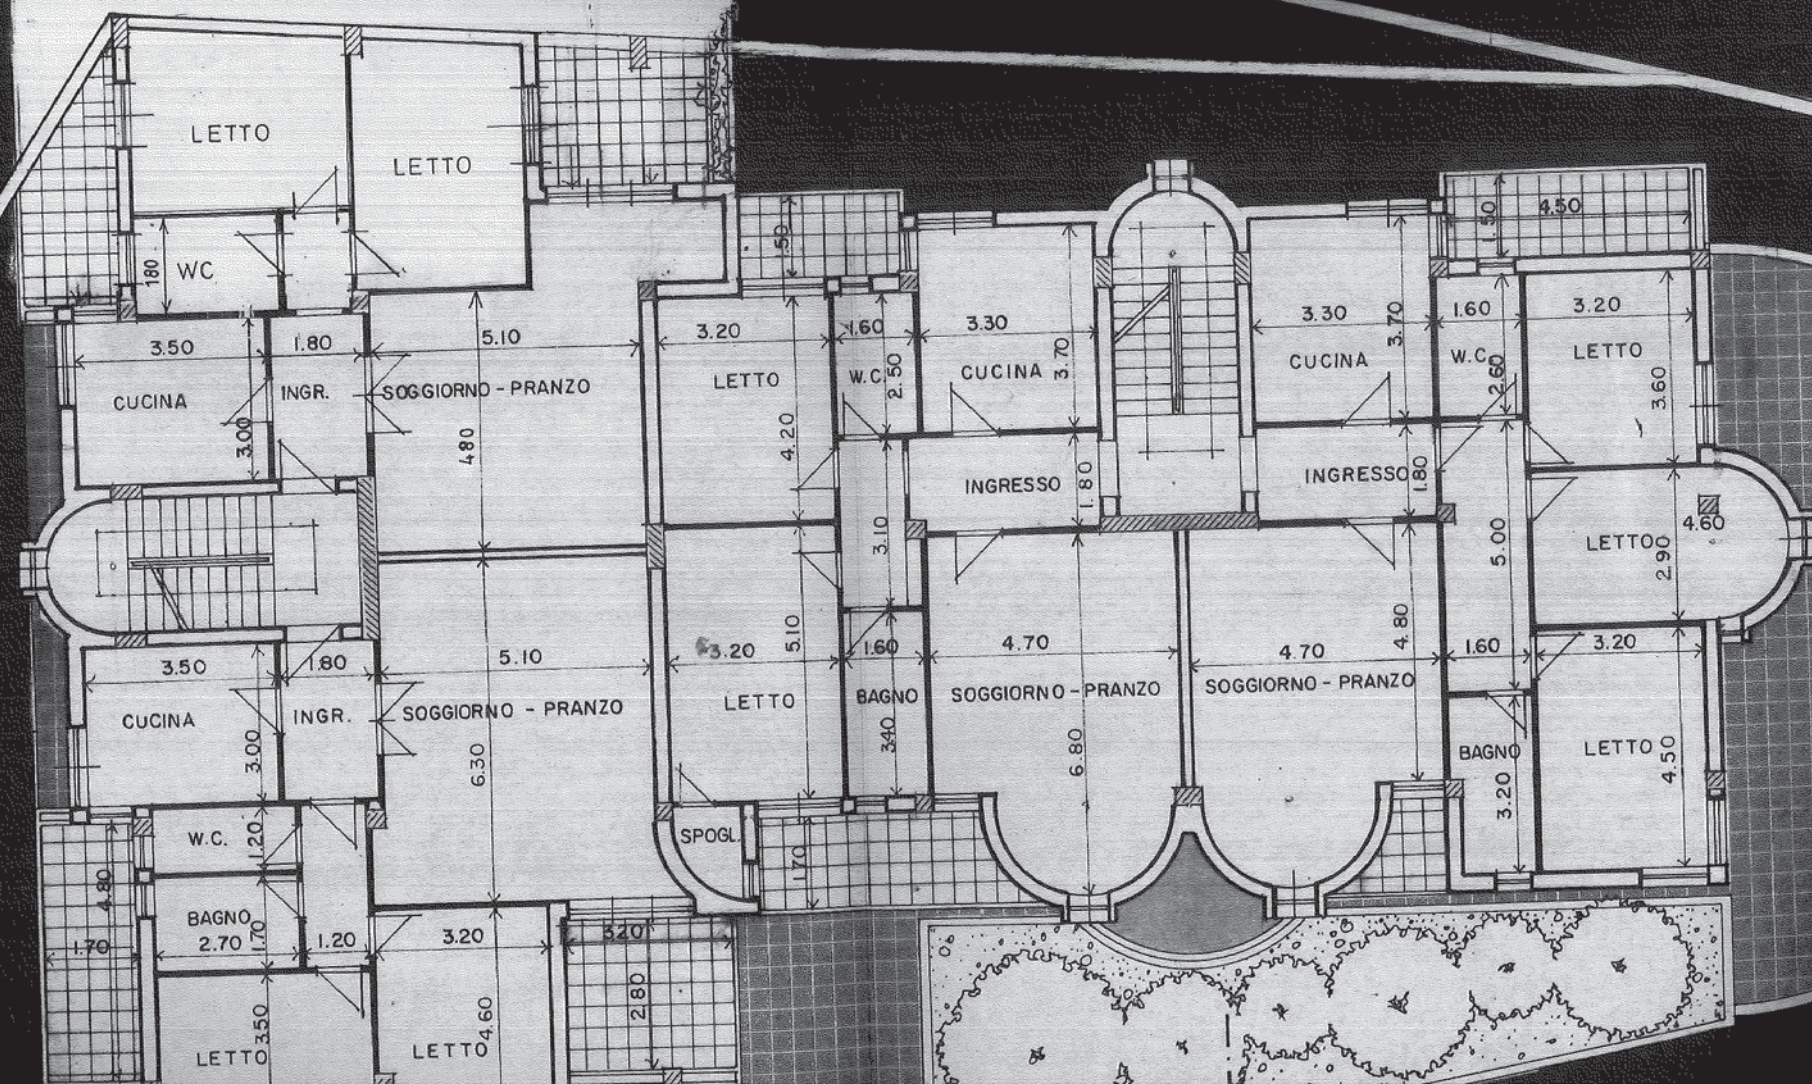 LETTO
LETTO
WC
180
3.50
1.80
5.10
CUCINA
INGR.
SOGGIORNO - PRANZO
3.00
480
3.20
1.60
3.30
1.50
LETTO
W.C.
2.50
CUCINA
3.70
4.20
INGRESSO
1.80
3.10
3.30
3.70
CUCINA
1.50
4.50
1.60
3.20
W.C.
2.60
LETTO
3.60
INGRESSO
1.80
5.00
LETTO
2.90
4.60
3.50
1.80
5.10
CUCINA
INGR.
SOGGIORNO - PRANZO
3.00
6.30
3.20
5.10
LETTO
1.60
BAGNO
3.40
4.70
SOGGIORNO - PRANZO
6.80
4.70
4.80
SOGGIORNO - PRANZO
1.60
3.20
BAGNO
3.20
LETTO
4.50
W.C.
1.20
SPOGL.
1.70
4.80
1.70
BAGNO
2.70
1.70
1.20
3.20
3.20
2.80
3.50
LETTO
4.60
LETTO